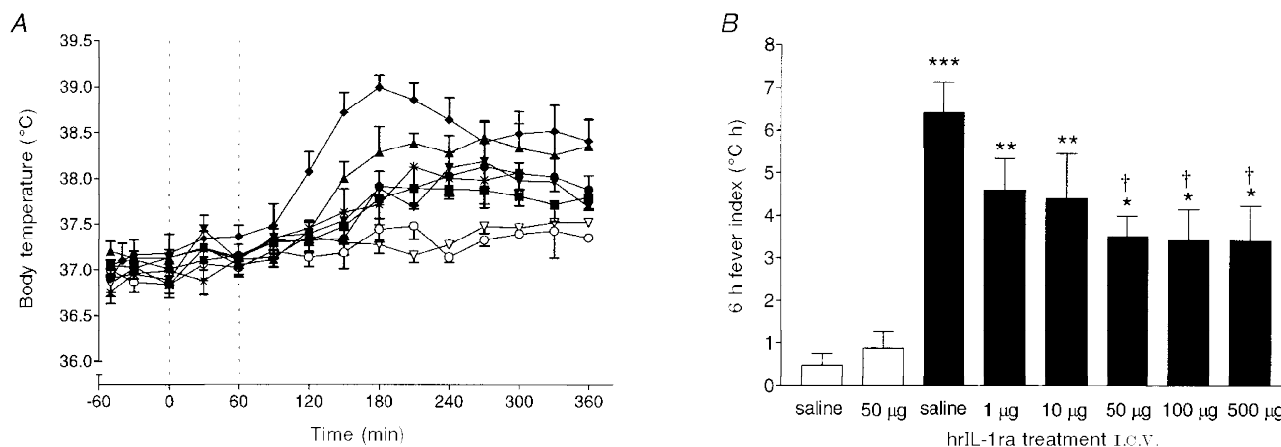 A
39.5
39.0
38.5
38.0
37.5
37.0
36.5
36.0
Body temperature (°C)
-60 0 60 120 180 240 300 360
Time (min)
B
8
7
6
5
4
3
2
1
0
6 h fever index (°C h)
***
** **
† † †
* * *
saline 50 µg saline 1 µg 10 µg 50 µg 100 µg 500 µg
hrIL-1ra treatment I.C.V.